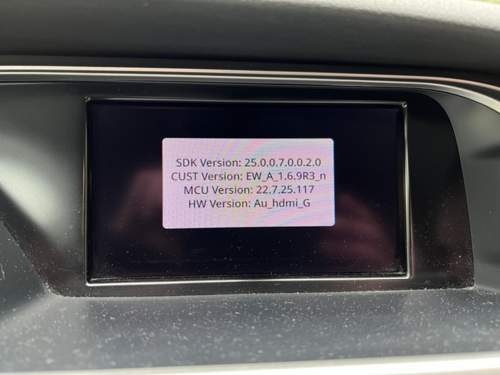 SDK Version: 25.0.0.7.0.0.2.0
CUST Version: EW_A_1.6.9R3_n
MCU Version: 22.7.25.117
HW Version: Au_hdmi_G